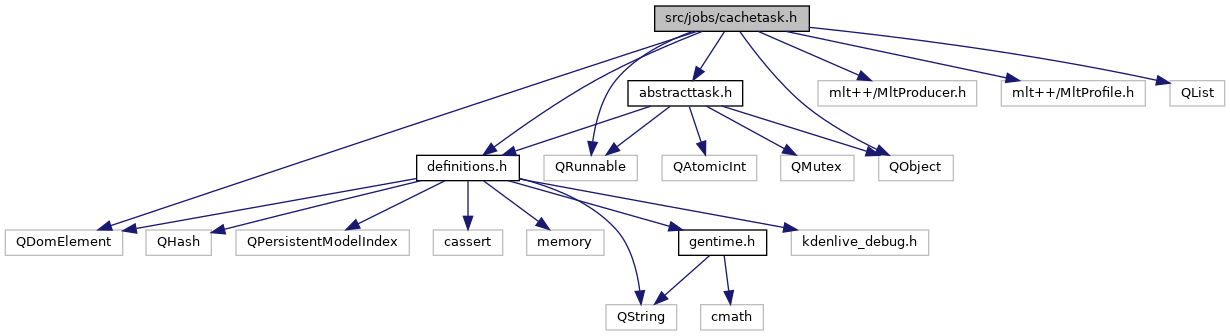 src/jobs/cachetask.h
abstracttask.h
mlt++/MltProducer.h
mlt++/MltProfile.h
QList
definitions.h
QRunnable
QAtomicInt
QMutex
QObject
QDomElement
QHash
QPersistentModelIndex
cassert
memory
gentime.h
kdenlive_debug.h
QString
cmath